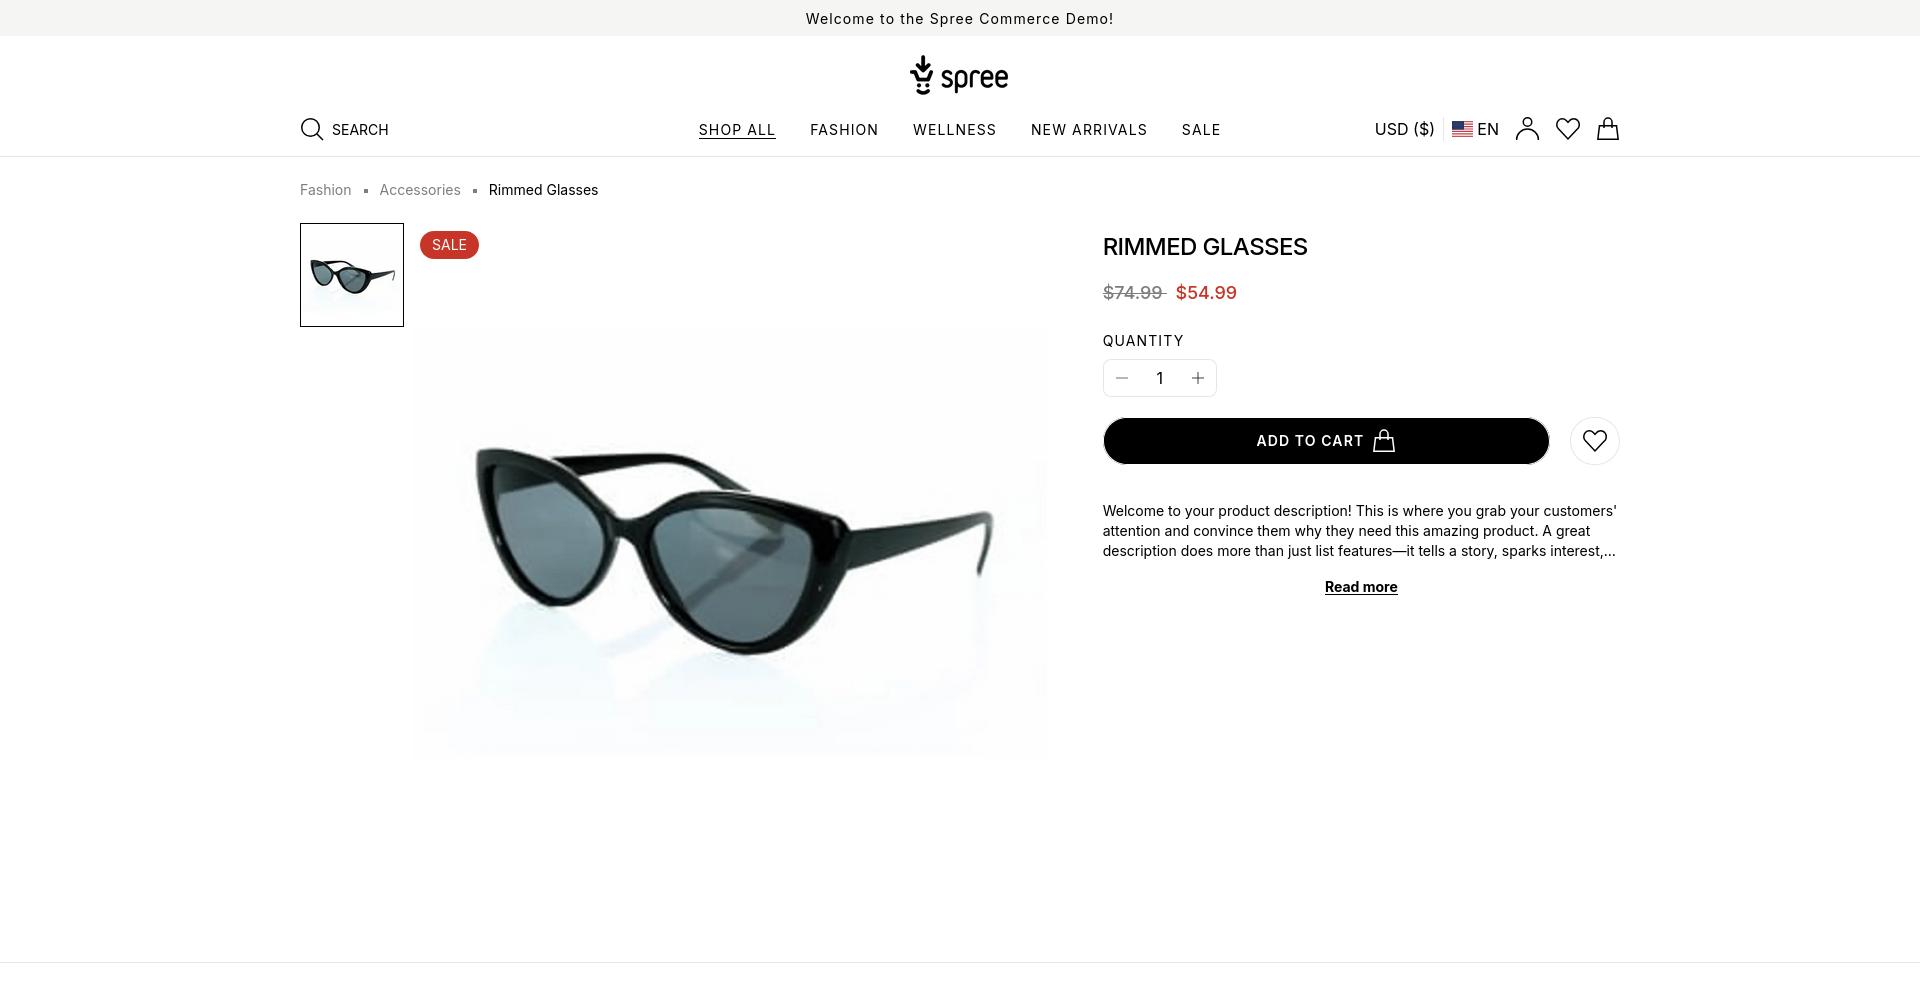 Welcome to the Spree Commerce Demo!
spree
SEARCH
SHOP ALL
FASHION
WELLNESS
NEW ARRIVALS
SALE
USD ($)
EN
Fashion
Accessories
Rimmed Glasses
SALE
RIMMED GLASSES
$74.99 $54.99
QUANTITY
1
ADD TO CART
Welcome to your product description! This is where you grab your customers'
attention and convince them why they need this amazing product. A great
description does more than just list features—it tells a story, sparks interest,...
Read more